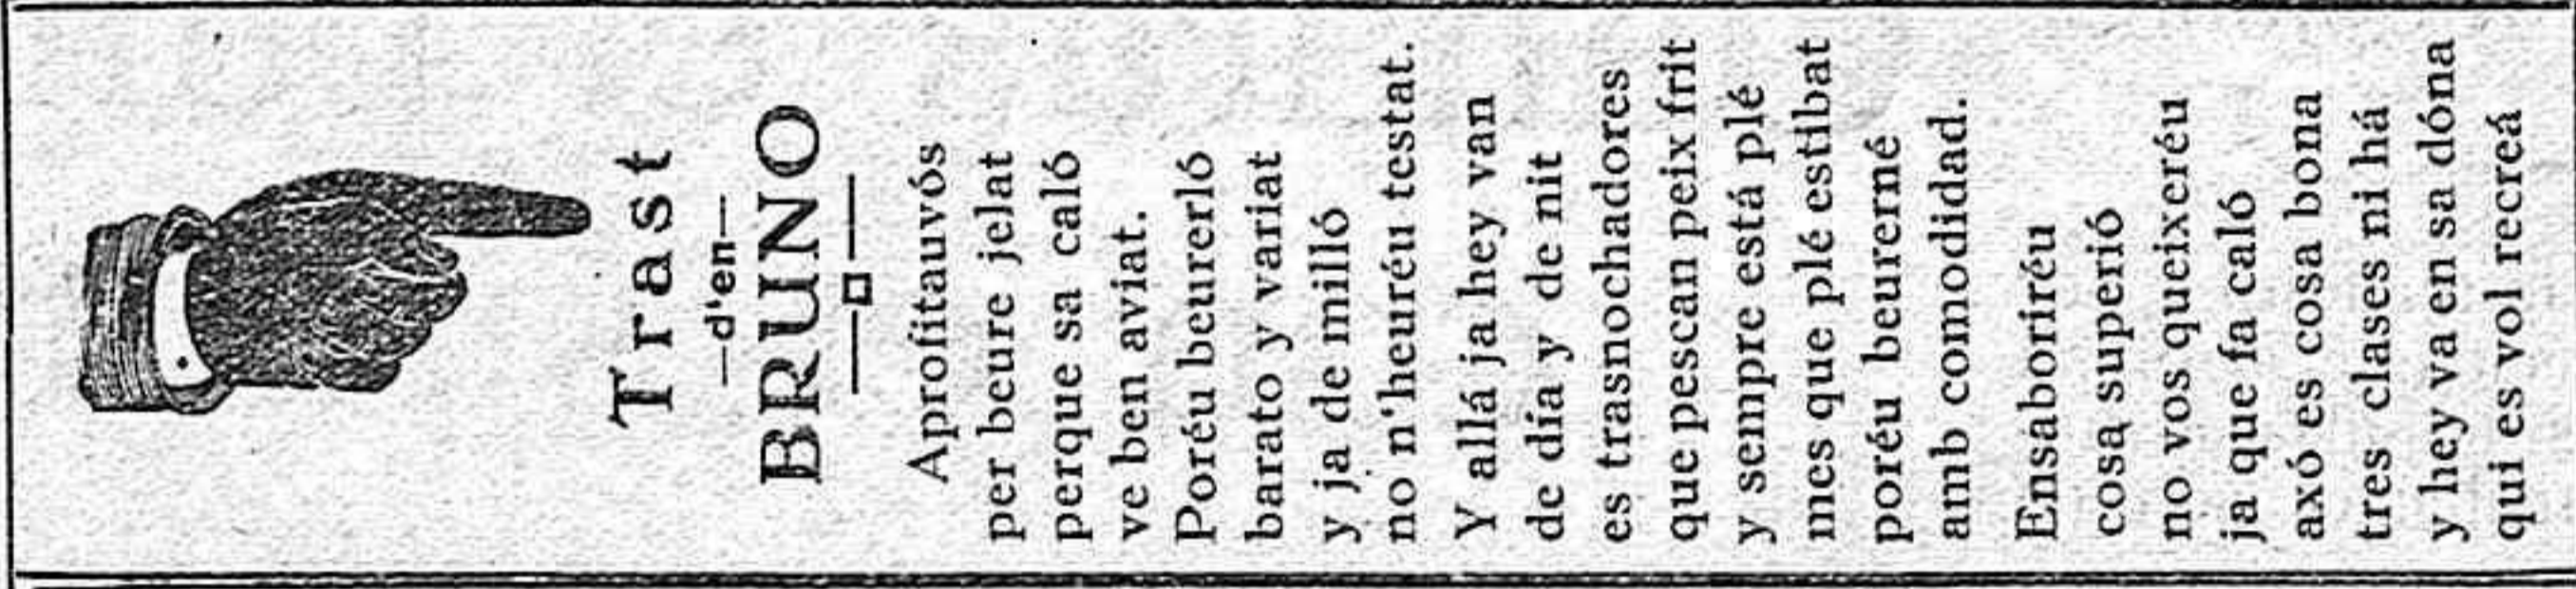 Trast
—d'en—
BRUNO
Aprofitauvós
per beure jelat
perque sa caló
ve ben aviat.
Poréu beurerló
barato y variat
y ja de milló
no n'heuréu testat.
Y allá ja hey van
de día y de nit
es trasnochadores
que pescan peix frit
y sempre está plé
mes que plé estibat
poréu beurerné
amb comodidad.
Ensaboriréu
cosa superió
no vos queixeréu
ja que fa caló
axó es cosa bona
tres clases ni há
y hey va en sa dóna
qui es vol recreá